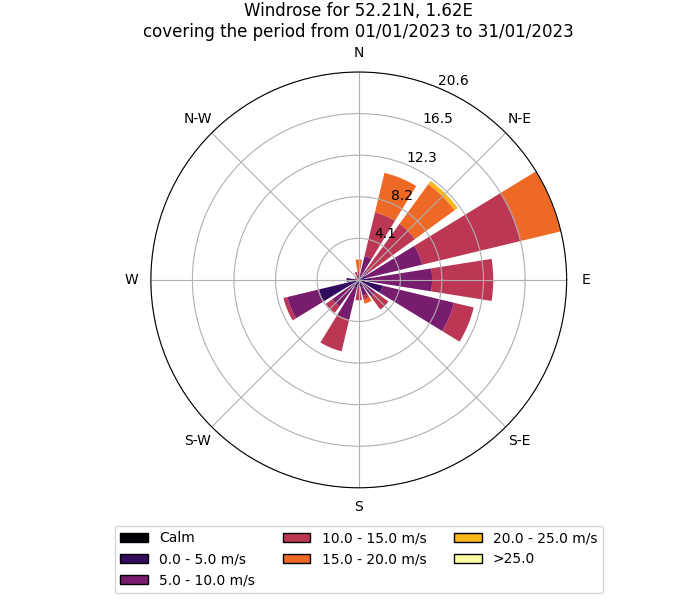 Windrose for 52.21N, 1.62E
covering the period from 01/01/2023 to 31/01/2023
N
20.6
N-W
16.5
N-E
12.3
8.2
4.1
W
E
S-W
S-E
S
Calm
0.0 - 5.0 m/s
5.0 - 10.0 m/s
10.0 - 15.0 m/s
15.0 - 20.0 m/s
20.0 - 25.0 m/s
>25.0